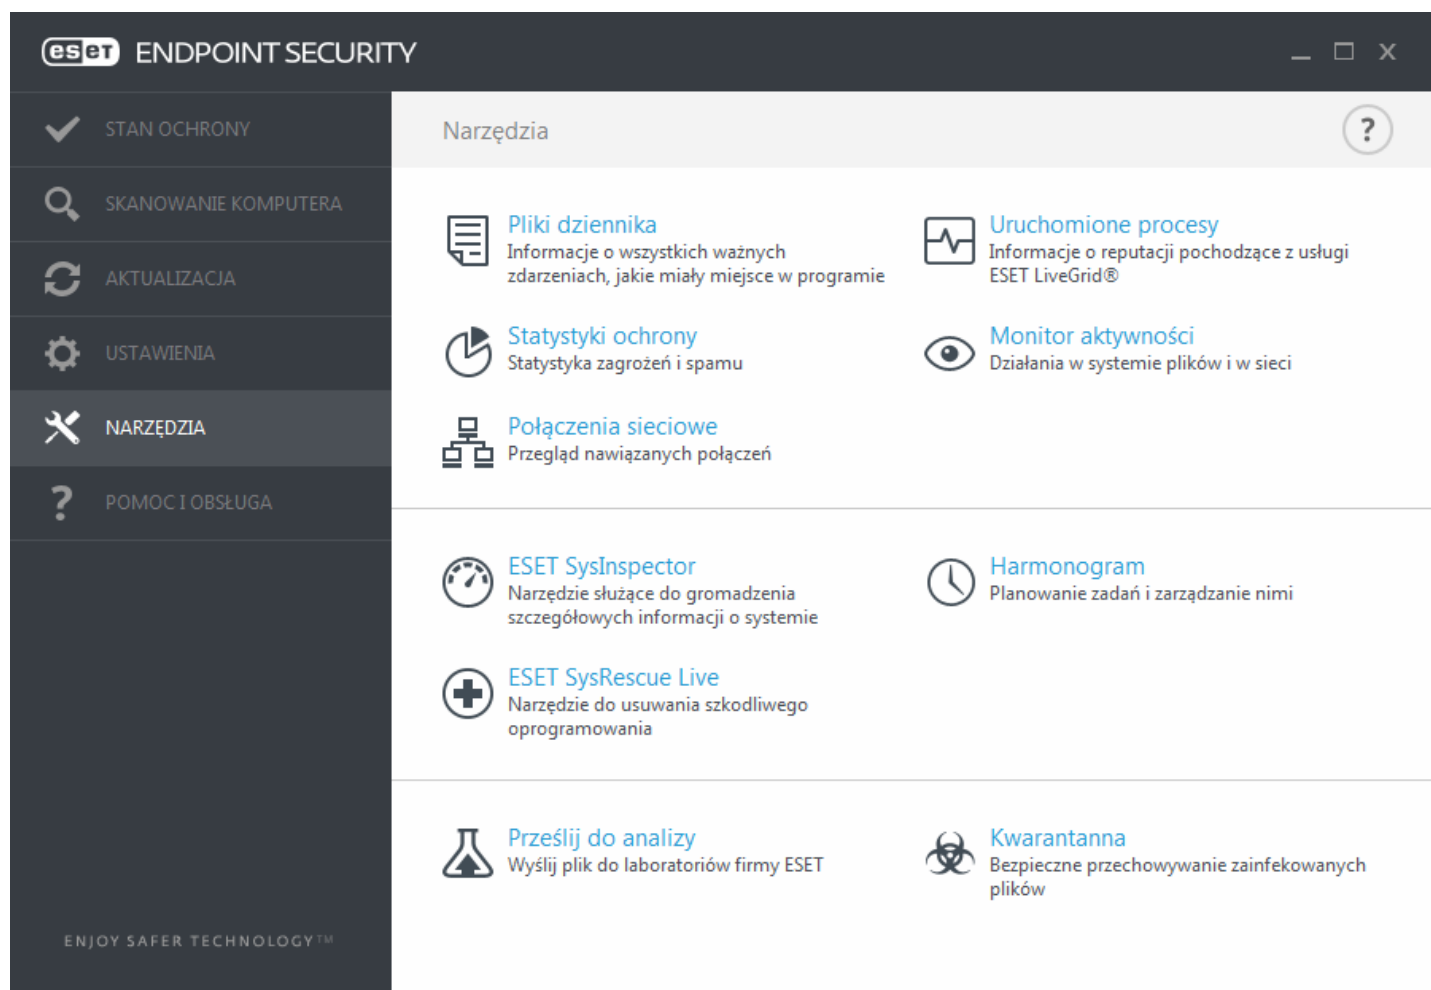 eset ENDPOINT SECURITY
STAN OCHRONY
SKANOWANIE KOMPUTERA
AKTUALIZACJA
USTAWIENIA
NARZĘDZIA
POMOC I OBSŁUGA
ENJOY SAFER TECHNOLOGY™
Narzędzia
?
Pliki dziennika
Informacje o wszystkich ważnych
zdarzeniach, jakie miały miejsce w programie
Uruchomione procesy
Informacje o reputacji pochodzące z usługi
ESET LiveGrid®
Statystyki ochrony
Statystyka zagrożeń i spamu
Monitor aktywności
Działania w systemie plików i w sieci
Połączenia sieciowe
Przegląd nawiązanych połączeń
ESET SysInspector
Narzędzie służące do gromadzenia
szczegółowych informacji o systemie
Harmonogram
Planowanie zadań i zarządzanie nimi
ESET SysRescue Live
Narzędzie do usuwania szkodliwego
oprogramowania
Prześlij do analizy
Wyślij plik do laboratoriów firmy ESET
Kwarantanna
Bezpieczne przechowywanie zainfekowanych
plików